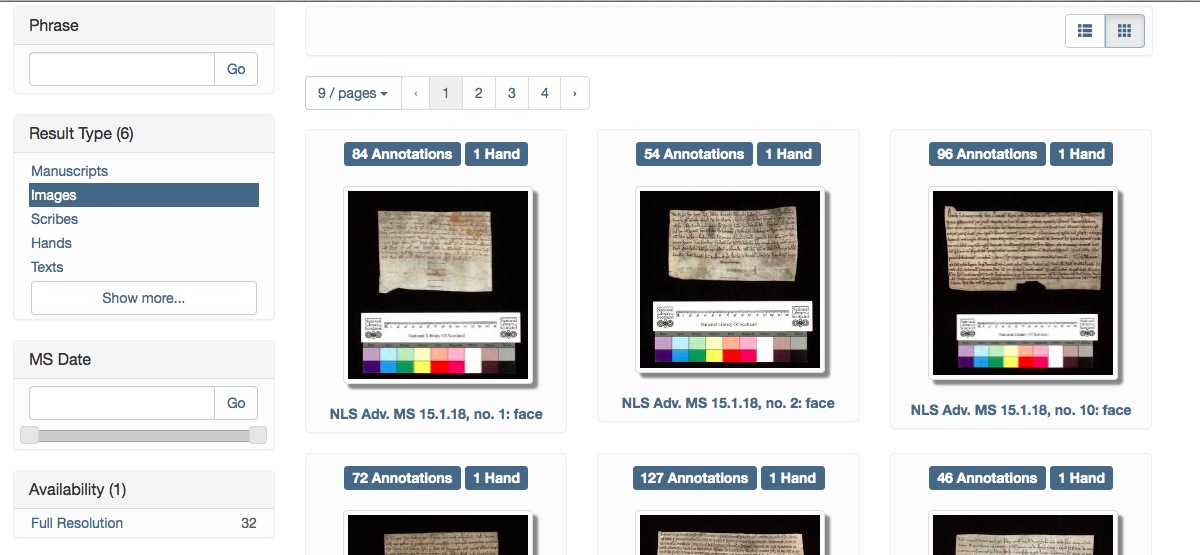 Phrase
Go
Result Type (6)
Manuscripts
Images
Scribes
Hands
Texts
Show more...
MS Date
Go
Availability (1)
Full Resolution 32
9 / pages ‹ 1 2 3 4 ›
84 Annotations 1 Hand
National Library of Scotland
NLS Adv. MS 15.1.18, no. 1: face
54 Annotations 1 Hand
National Library Of Scotland
NLS Adv. MS 15.1.18, no. 2: face
96 Annotations 1 Hand
National Library Of Scotland
NLS Adv. MS 15.1.18, no. 10: face
72 Annotations 1 Hand
127 Annotations 1 Hand
46 Annotations 1 Hand